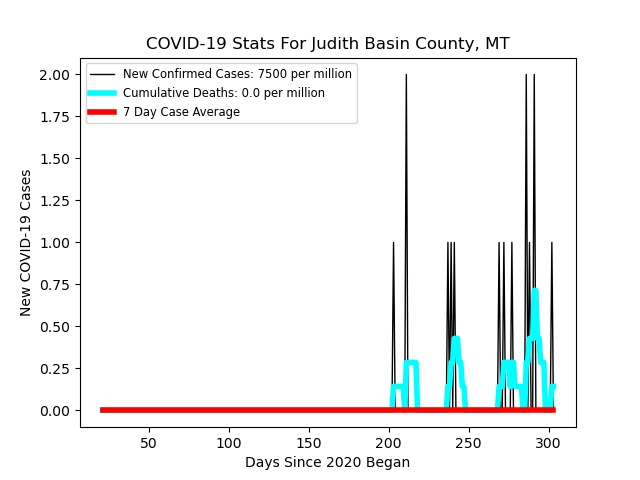 COVID-19 Stats For Judith Basin County, MT
New Confirmed Cases: 7500 per million
Cumulative Deaths: 0.0 per million
7 Day Case Average
New COVID-19 Cases
2.00
1.75
1.50
1.25
1.00
0.75
0.50
0.25
0.00
50 100 150 200 250 300
Days Since 2020 Began